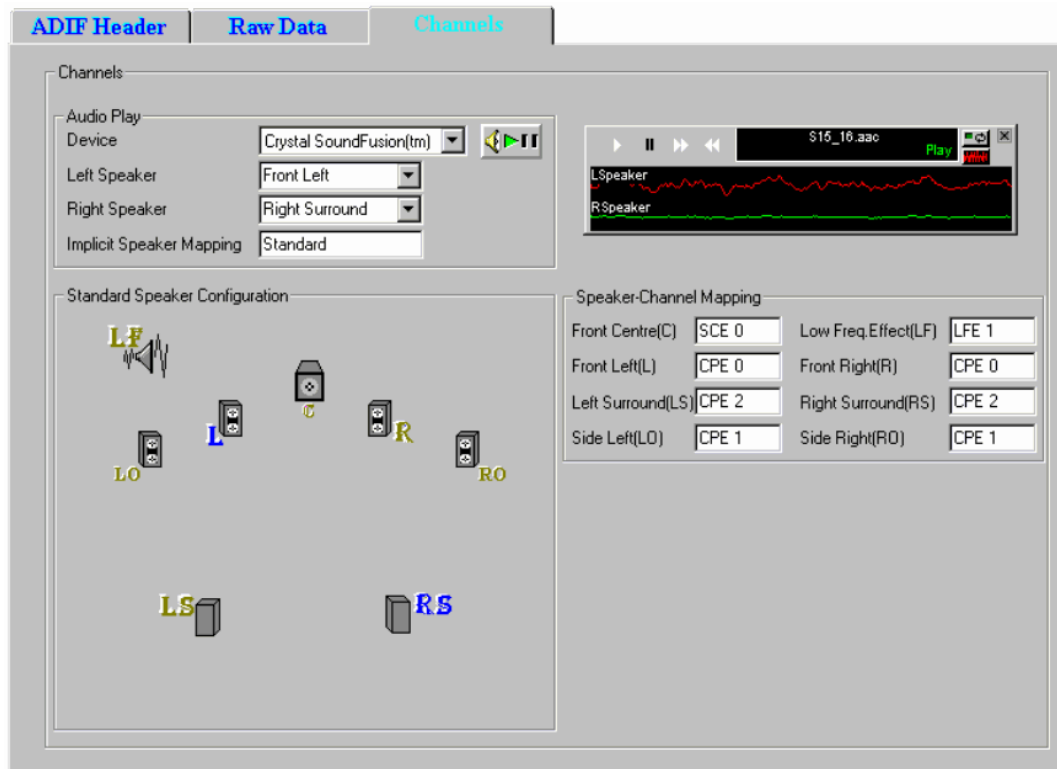 ADIF Header Raw Data Channels
Channels
Audio Play
Device Crystal SoundFusion(tm)
Left Speaker Front Left
Right Speaker Right Surround
Implicit Speaker Mapping Standard
S15_16.aac
Play
LSpeaker
RSpeaker
Standard Speaker Configuration
LF
C
L R
LO RO
LS RS
Speaker-Channel Mapping
Front Centre(C) SCE 0 Low Freq.Effect(LF) LFE 1
Front Left(L) CPE 0 Front Right(R) CPE 0
Left Surround(LS) CPE 2 Right Surround(RS) CPE 2
Side Left(LO) CPE 1 Side Right(RO) CPE 1